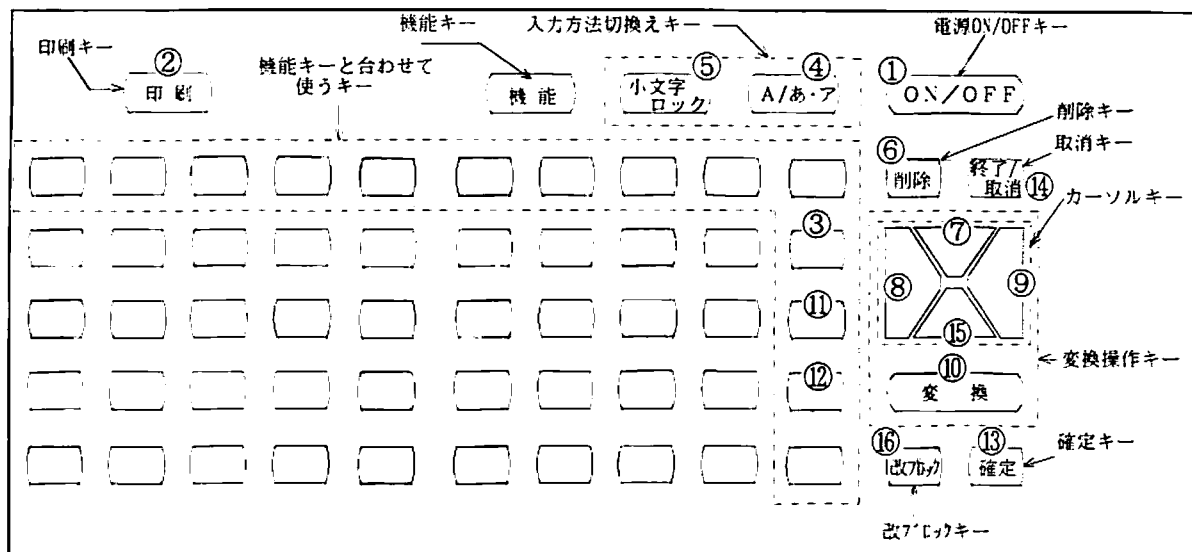 機能キー
入力方法切換えキー
電源ON/OFFキー
印刷キー
②
印 刷
機能キーと合わせて
使うキー
機 能
⑤
小文字
ロック
④
A/あ・ア
①
ON/OFF
削除キー
取消キー
⑥
削除
終了/
取消
⑭
カーソルキー
③
⑦
⑧
⑨
⑪
⑮
変換操作キー
⑫
⑩
変 換
⑯
改ブロック
⑬
確定
確定キー
改ブロックキー